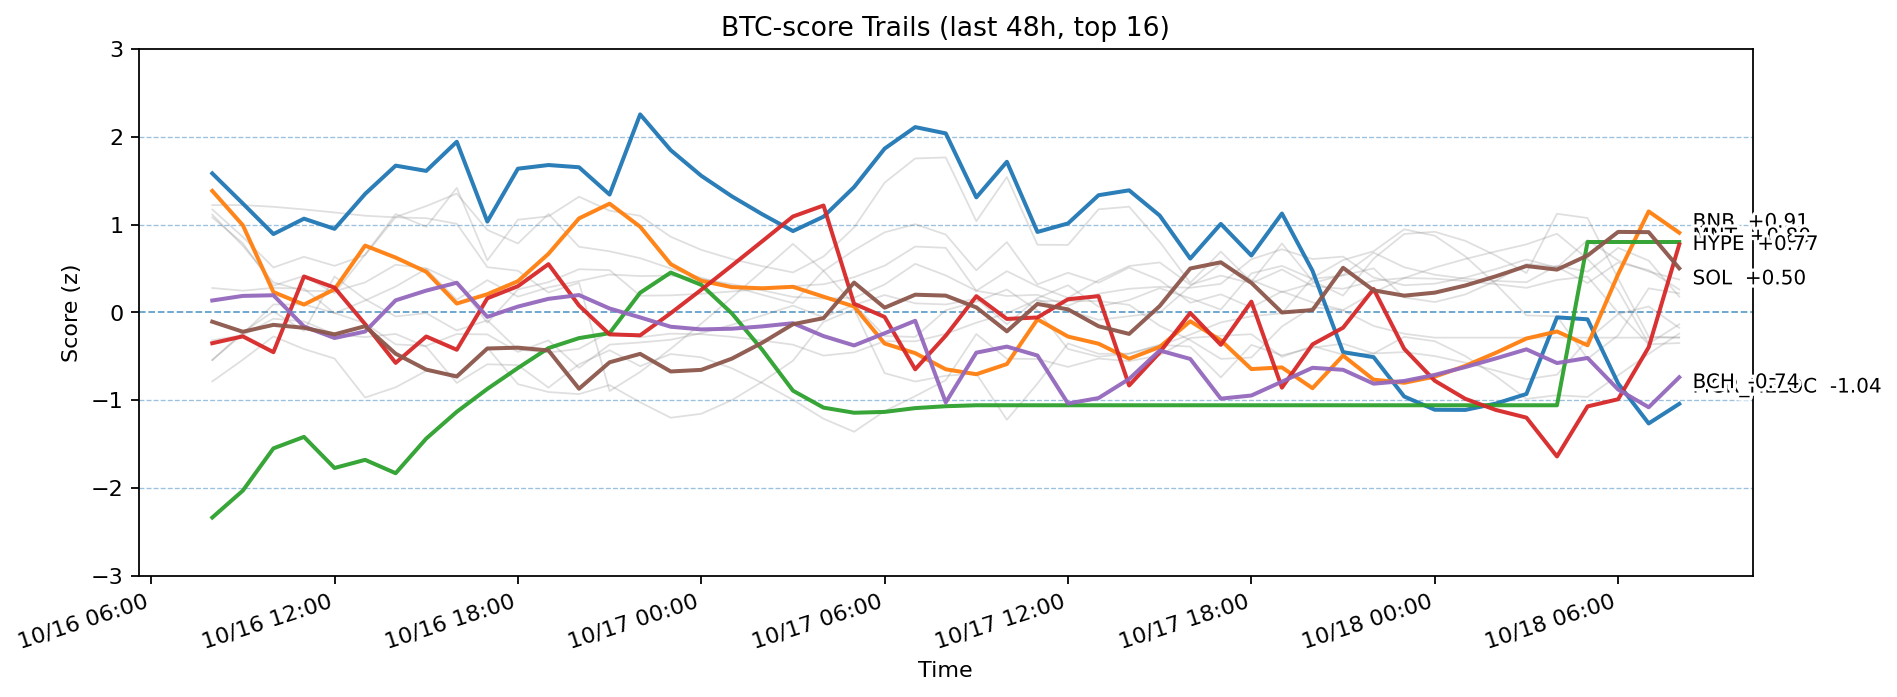 BTC-score Trails (last 48h, top 16)
Score (z)
3
2
1
0
−1
−2
−3
BNB +0.91
HYPE +0.77
SOL +0.50
BCH -0.74
-1.04
10/16 06:00
10/16 12:00
10/16 18:00
10/17 00:00
10/17 06:00
10/17 12:00
10/17 18:00
10/18 00:00
10/18 06:00
Time